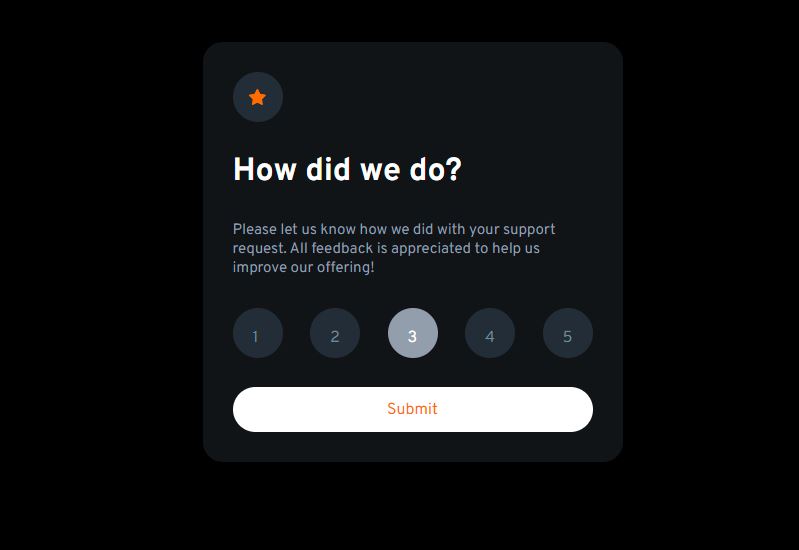 How did we do?
Please let us know how we did with your support
request. All feedback is appreciated to help us
improve our offering!
1 2 3 4 5
Submit